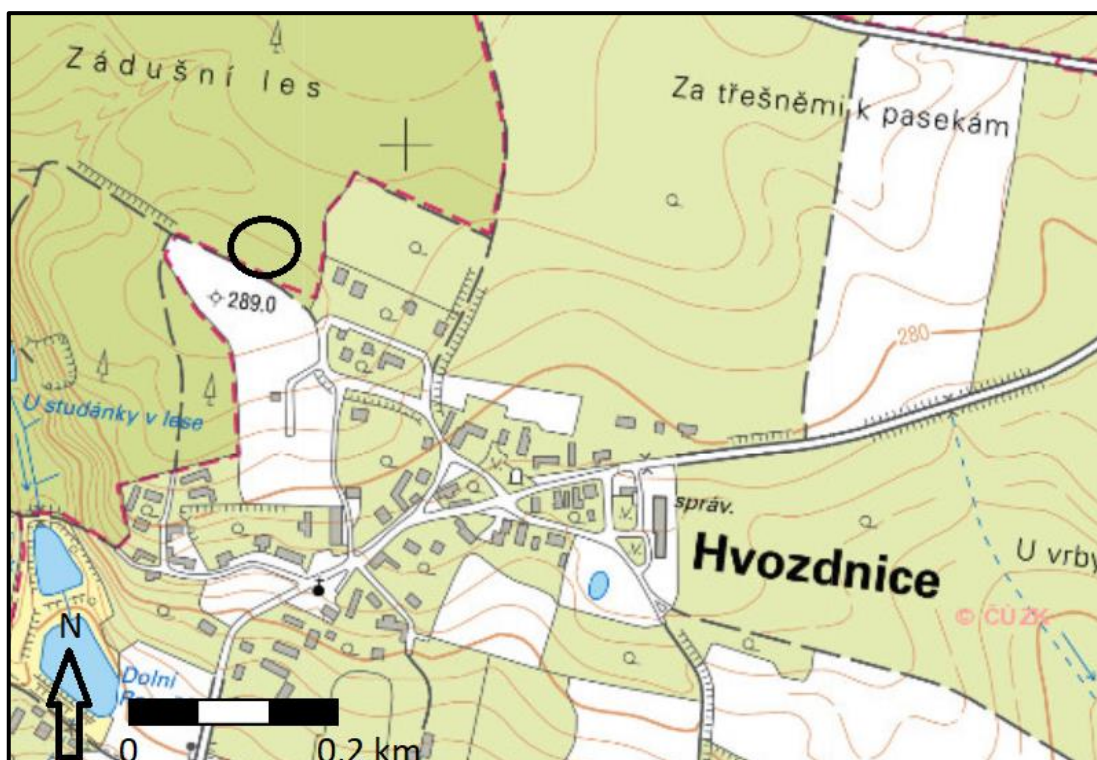 Zádušní les
Za třešněmi k pasekám
289.0
280
U studánky v lese
správ.
Hvozdnice
U vrby
© ČÚZK
N
Dolní
0 0.2 km